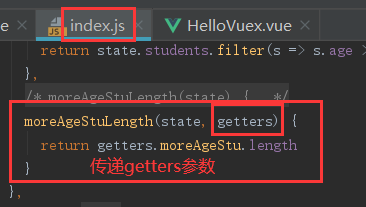 e × JS index.js × HelloVuex.vue ×
return state.students.filter(s => s.age >
},
/* moreAgeStuLength(state) { */
moreAgeStuLength(state, getters) {
return getters.moreAgeStu.length
}
传递getters参数
},